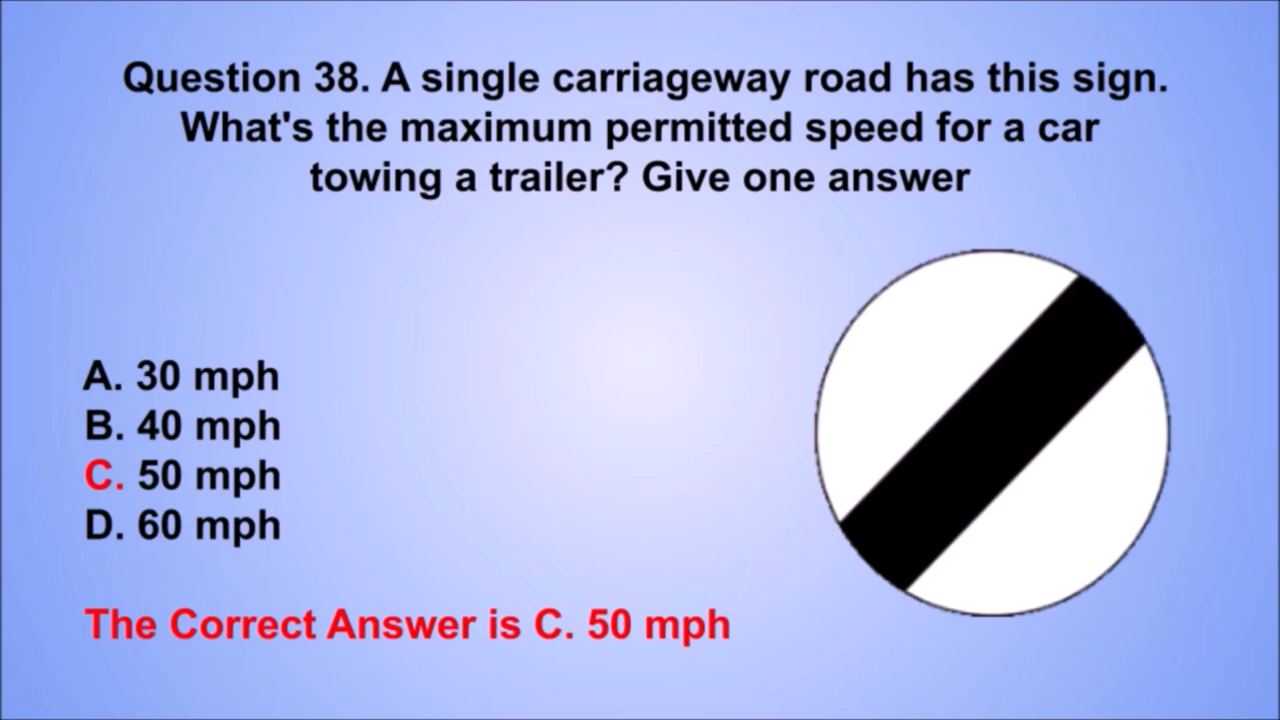 Question 38. A single carriageway road has this sign.
What's the maximum permitted speed for a car
towing a trailer? Give one answer
A. 30 mph
B. 40 mph
C. 50 mph
D. 60 mph
The Correct Answer is C. 50 mph